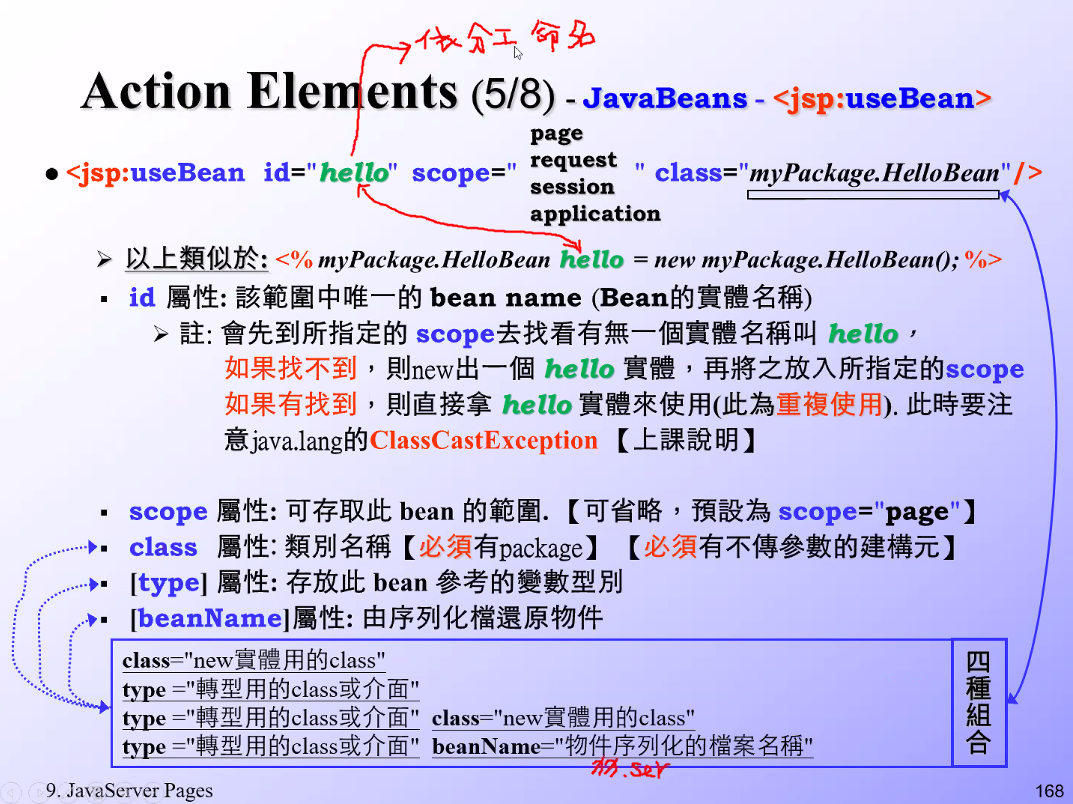 做分工命名
Action Elements (5/8) - JavaBeans - <jsp:useBean>
page
request
session
application
● <jsp:useBean id="hello" scope=" " class="myPackage.HelloBean"/>
➢ 以上類似於: <% myPackage.HelloBean hello = new myPackage.HelloBean(); %>
▪ id 屬性: 該範圍中唯一的 bean name (Bean的實體名稱)
➢ 註: 會先到所指定的 scope去找看有無一個實體名稱叫 hello，
如果找不到，則new出一個 hello 實體，再將之放入所指定的scope
如果有找到，則直接拿 hello 實體來使用(此為重複使用). 此時要注
意java.lang的ClassCastException 【上課說明】
▪ scope 屬性: 可存取此 bean 的範圍. 【可省略，預設為 scope="page"】
▪ class 屬性: 類別名稱【必須有package】 【必須有不傳參數的建構元】
▪ [type] 屬性: 存放此 bean 參考的變數型別
▪ [beanName]屬性: 由序列化檔還原物件
class="new實體用的class"
type ="轉型用的class或介面"
type ="轉型用的class或介面" class="new實體用的class"
type ="轉型用的class或介面" beanName="物件序列化的檔案名稱"
四種組合
.ser
9. JavaServer Pages
168